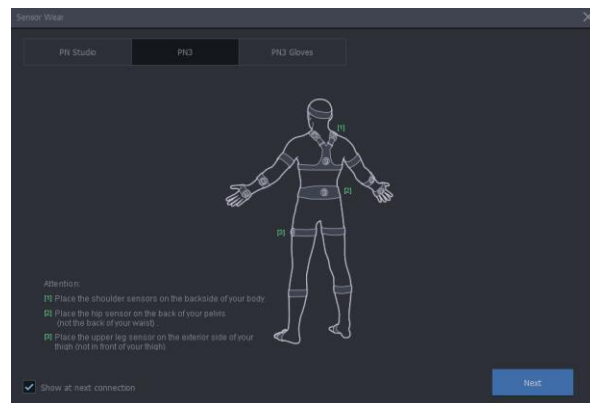 Sensor Wear
PN Studio
PN3
PN3 Gloves
[1]
[2]
[3]
Attention:
[1] Place the shoulder sensors on the backside of your body.
[2] Place the hip sensor on the back of your pelvis
(not the back of your waist) .
[3] Place the upper leg sensor on the exterior side of your
thigh (not in front of your thigh)
Show at next connection
Next